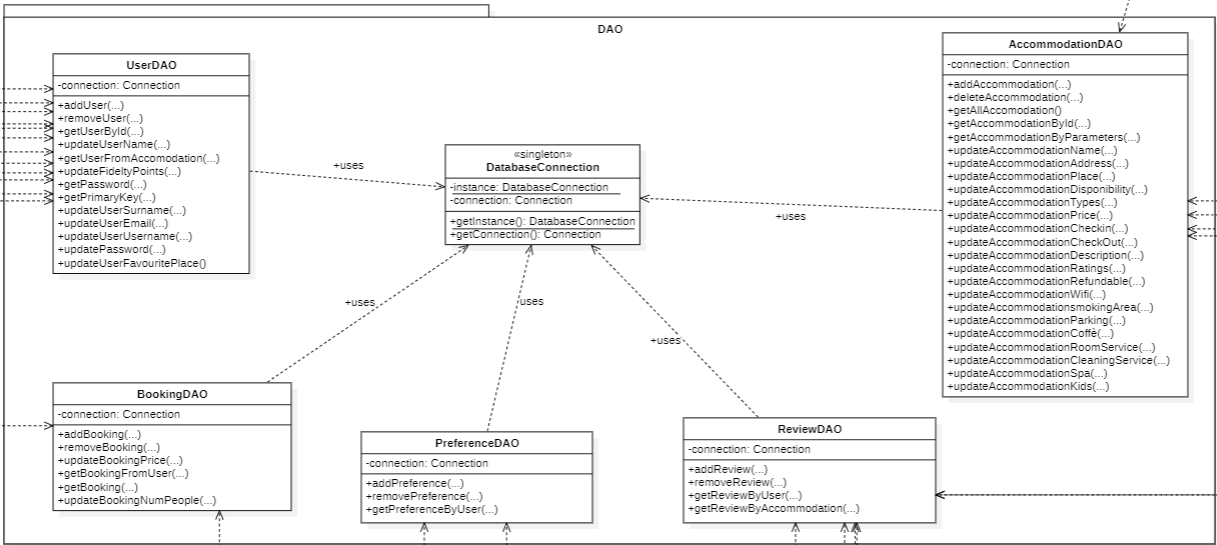 DAO
UserDAO
-connection: Connection
+addUser(...)
+removeUser(...)
+getUserById(...)
+updateUserName(...)
+getUserFromAccomodation(...)
+updateFideltyPoints(...)
+getPassword(...)
+getPrimaryKey(...)
+updateUserSurname(...)
+updateUserEmail(...)
+updateUserUsername(...)
+updatePassword(...)
+updateUserFavouritePlace()
+uses
«singleton»
DatabaseConnection
-instance: DatabaseConnection
-connection: Connection
+getInstance(): DatabaseConnection
+getConnection(): Connection
+uses
AccommodationDAO
-connection: Connection
+addAccommodation(...)
+deleteAccommodation(...)
+getAllAccomodation()
+getAccommodationById(...)
+getAccommodationByParameters(...)
+updateAccommodationName(...)
+updateAccommodationAddress(...)
+updateAccommodationPlace(...)
+updateAccommodationDisponibility(...)
+updateAccommodationTypes(...)
+updateAccommodationPrice(...)
+updateAccommodationCheckin(...)
+updateAccommodationCheckOut(...)
+updateAccommodationDescription(...)
+updateAccommodationRatings(...)
+updateAccommodationRefundable(...)
+updateAccommodationWifi(...)
+updateAccommodationsmokingArea(...)
+updateAccommodationParking(...)
+updateAccommodationCoffè(...)
+updateAccommodationRoomService(...)
+updateAccommodationCleaningService(...)
+updateAccommodationSpa(...)
+updateAccommodationKids(...)
+uses
uses
+uses
BookingDAO
-connection: Connection
+addBooking(...)
+removeBooking(...)
+updateBookingPrice(...)
+getBookingFromUser(...)
+getBooking(...)
+updateBookingNumPeople(...)
PreferenceDAO
-connection: Connection
+addPreference(...)
+removePreference(...)
+getPreferenceByUser(...)
ReviewDAO
-connection: Connection
+addReview(...)
+removeReview(...)
+getReviewByUser(...)
+getReviewByAccommodation(...)